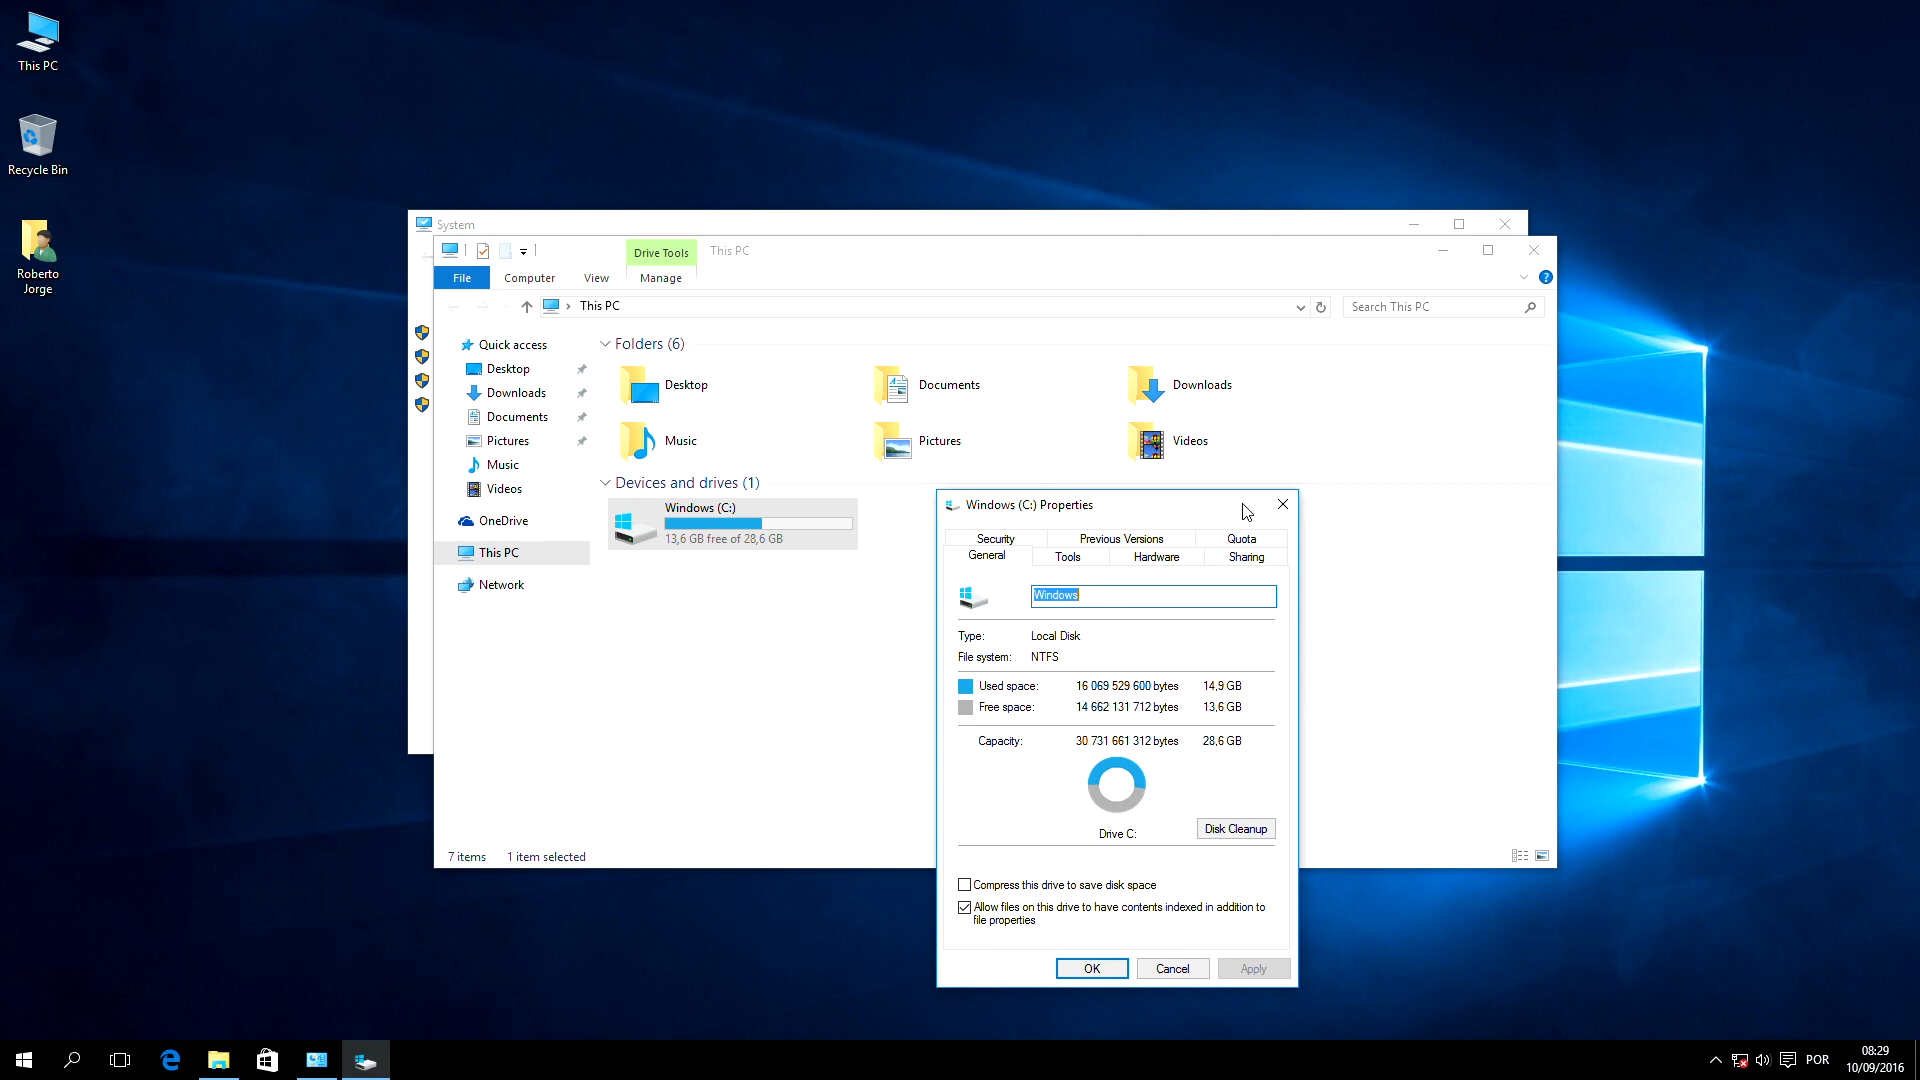 This PC
Recycle Bin
Roberto
Jorge
System
Drive Tools
This PC
File
Computer
View
Manage
This PC
Search This PC
Quick access
Desktop
Downloads
Documents
Pictures
Music
Videos
OneDrive
This PC
Network
Folders (6)
Desktop
Documents
Downloads
Music
Pictures
Videos
Devices and drives (1)
Windows (C:)
13,6 GB free of 28,6 GB
7 items
1 item selected
Windows (C:) Properties
Security
Previous Versions
Quota
General
Tools
Hardware
Sharing
Windows
Type: Local Disk
File system: NTFS
Used space: 16 069 529 600 bytes 14,9 GB
Free space: 14 662 131 712 bytes 13,6 GB
Capacity: 30 731 661 312 bytes 28,6 GB
Drive C:
Disk Cleanup
Compress this drive to save disk space
Allow files on this drive to have contents indexed in addition to
file properties
OK
Cancel
Apply
POR
08:29
10/09/2016